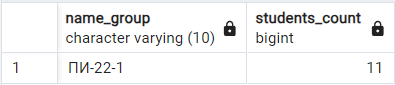 name_group students_count
character varying (10) bigint
1 ПИ-22-1 11